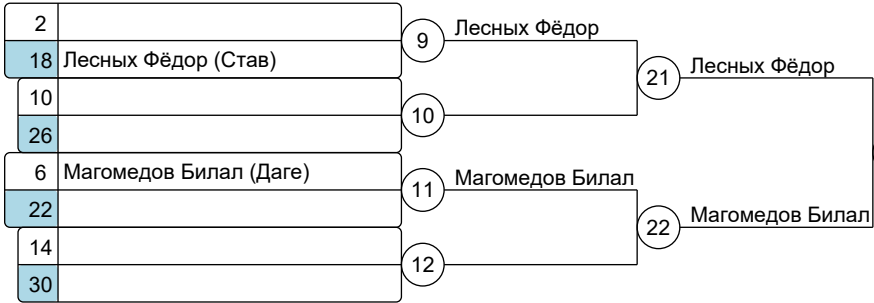 2
9 Лесных Фёдор
18 Лесных Фёдор (Став)
21 Лесных Фёдор
10
10
26
6 Магомедов Билал (Даге)
11 Магомедов Билал
22
22 Магомедов Билал
14
12
30